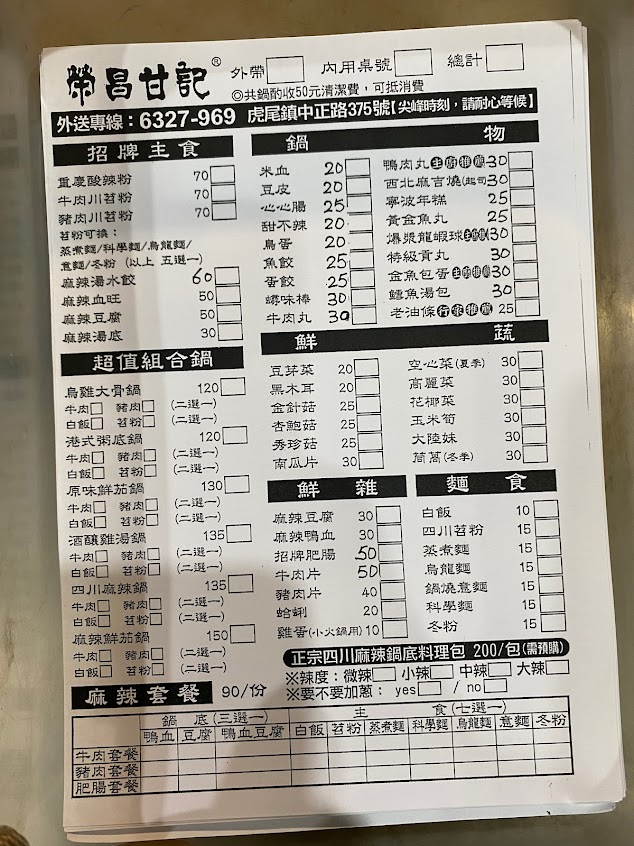 榮昌甘記® 外帶 內用桌號 總計
◎共鍋酌收50元清潔費，可抵消費
外送專線：6327-969 虎尾鎮中正路375號【尖峰時刻，請耐心等候】
招牌主食
重慶酸辣粉 70
牛肉川苕粉 70
豬肉川苕粉 70
苕粉可換：
蒸煮麵/科學麵/烏龍麵/
意麵/冬粉 (以上 五選一)
麻辣湯水餃 60
麻辣血旺 50
麻辣豆腐 50
麻辣湯底 30
超值組合鍋
烏雞大骨鍋 120
牛肉 豬肉 (二選一)
白飯 苕粉 (二選一)
港式粥底鍋 120
牛肉 豬肉 (二選一)
白飯 苕粉 (二選一)
原味鮮茄鍋 130
牛肉 豬肉 (二選一)
白飯 苕粉 (二選一)
酒釀雞湯鍋 135
牛肉 豬肉 (二選一)
白飯 苕粉 (二選一)
四川麻辣鍋 135
牛肉 豬肉 (二選一)
白飯 苕粉 (二選一)
麻辣鮮茄鍋 150
牛肉 豬肉 (二選一)
白飯 苕粉 (二選一)
鍋物
米血 20
豆皮 20
心心腸 25
甜不辣 20
鳥蛋 20
魚餃 25
蛋餃 25
蟳味棒 30
牛肉丸 30
鴨肉丸 主廚推薦 30
西北麻吉燒(起司) 30
寧波年糕 25
黃金魚丸 25
爆漿龍蝦球 主廚推薦 30
特級貢丸 30
金魚包蛋 主廚推薦 30
鱈魚湯包 30
老油條 行家推薦 25
鮮蔬
豆芽菜 20
黑木耳 20
金針菇 25
杏鮑菇 25
秀珍菇 25
南瓜片 30
空心菜(夏季) 30
高麗菜 30
花椰菜 30
玉米筍 30
大陸妹 30
茼蒿(冬季) 30
鮮雜
麻辣豆腐 30
麻辣鴨血 30
招牌肥腸 50
牛肉片 50
豬肉片 40
蛤蜊 20
雞蛋(小火鍋用) 10
麵食
白飯 10
四川苕粉 15
蒸煮麵 15
烏龍麵 15
鍋燒意麵 15
科學麵 15
冬粉 15
正宗四川麻辣鍋底料理包 200/包(需預購)
※辣度：微辣 小辣 中辣 大辣
※要不要加蔥： yes / no
麻辣套餐 90/份
鍋底(三選一) 主食(七選一)
鴨血 豆腐 鴨血豆腐 白飯 苕粉 蒸煮麵 科學麵 烏龍麵 意麵 冬粉
牛肉套餐
豬肉套餐
肥腸套餐